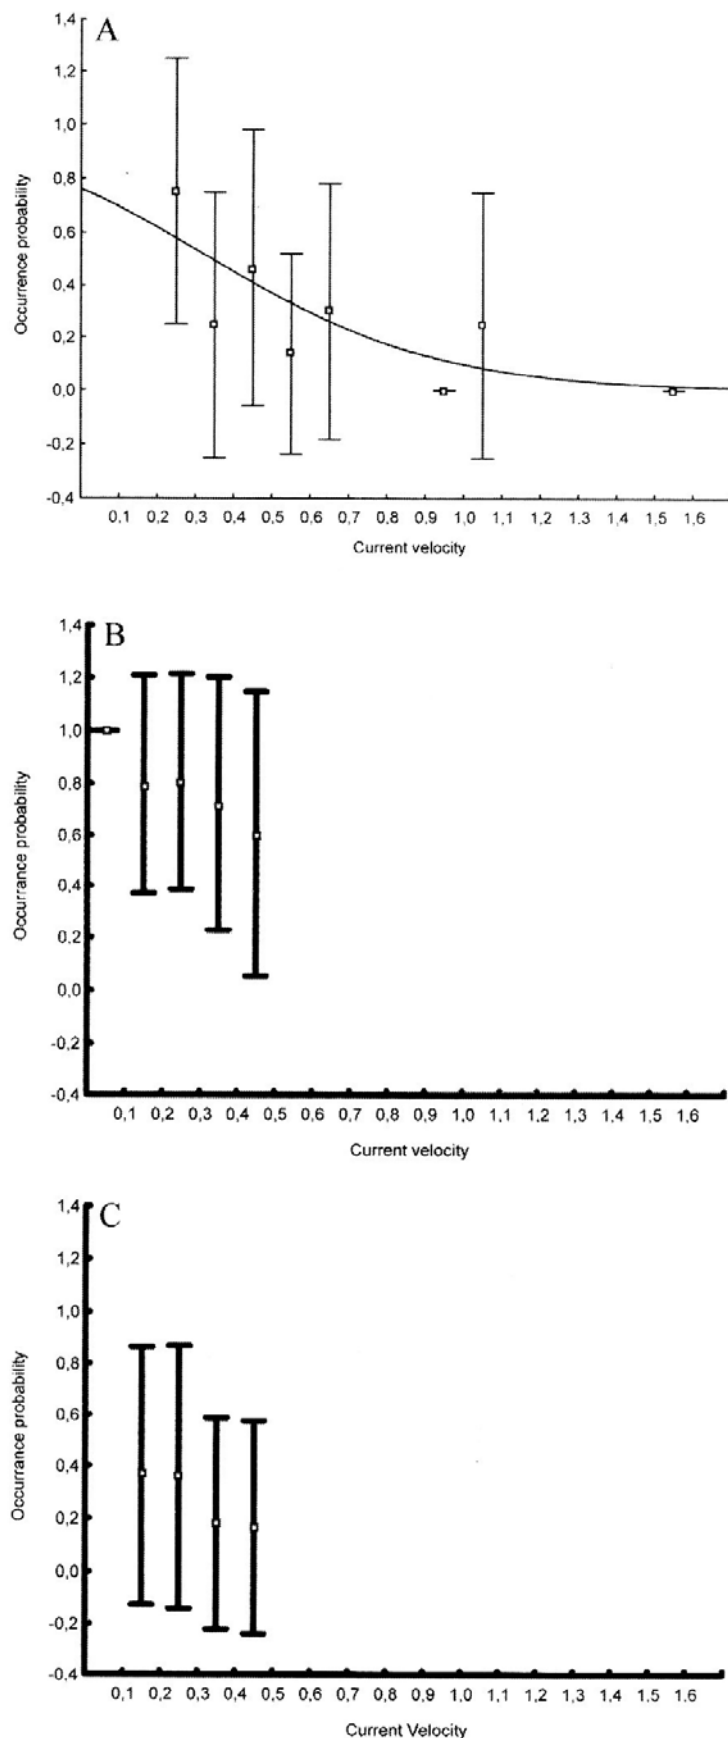 A
1,4
1,2
1,0
0,8
0,6
0,4
0,2
0,0
-0,2
-0,4
Occurrence probability
0,1 0,2 0,3 0,4 0,5 0,6 0,7 0,8 0,9 1,0 1,1 1,2 1,3 1,4 1,5 1,6
Current velocity
B
1,4
1,2
1,0
0,8
0,6
0,4
0,2
0,0
-0,2
-0,4
Occurrance probability
0,1 0,2 0,3 0,4 0,5 0,6 0,7 0,8 0,9 1,0 1,1 1,2 1,3 1,4 1,5 1,6
Current velocity
C
1,4
1,2
1,0
0,8
0,6
0,4
0,2
0,0
-0,2
-0,4
Occurrance probability
0,1 0,2 0,3 0,4 0,5 0,6 0,7 0,8 0,9 1,0 1,1 1,2 1,3 1,4 1,5 1,6
Current Velocity